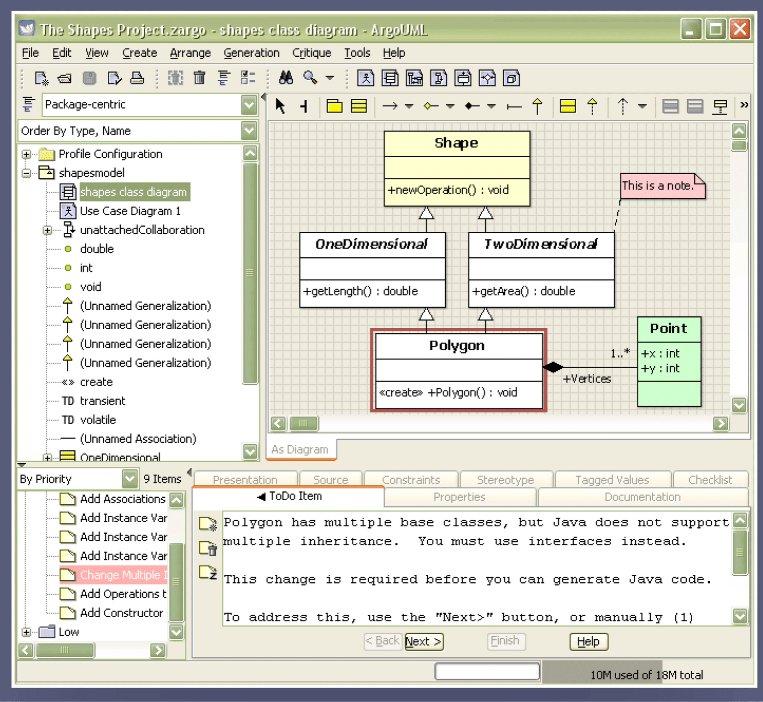 The Shapes Project.zargo - shapes class diagram - ArgoUML
File Edit View Create Arrange Generation Critique Tools Help
Package-centric
Order By Type, Name
Profile Configuration
shapesmodel
shapes class diagram
Use Case Diagram 1
unattachedCollaboration
double
int
void
(Unnamed Generalization)
(Unnamed Generalization)
(Unnamed Generalization)
(Unnamed Generalization)
«» create
TD transient
TD volatile
(Unnamed Association)
OneDimensional
Shape
+newOperation() : void
This is a note.
OneDimensional
+getLength() : double
TwoDimensional
+getArea() : double
Polygon
«create» +Polygon() : void
1..*
+Vertices
Point
+x : int
+y : int
As Diagram
By Priority
9 Items
Add Associations
Add Instance Var
Add Instance Var
Add Instance Var
Change Multiple I
Add Operations t
Add Constructor
Low
Presentation Source Constraints Stereotype Tagged Values Checklist
ToDo Item Properties Documentation
Polygon has multiple base classes, but Java does not support
multiple inheritance. You must use interfaces instead.
This change is required before you can generate Java code.
To address this, use the "Next>" button, or manually (1)
< Back Next > Finish Help
10M used of 18M total